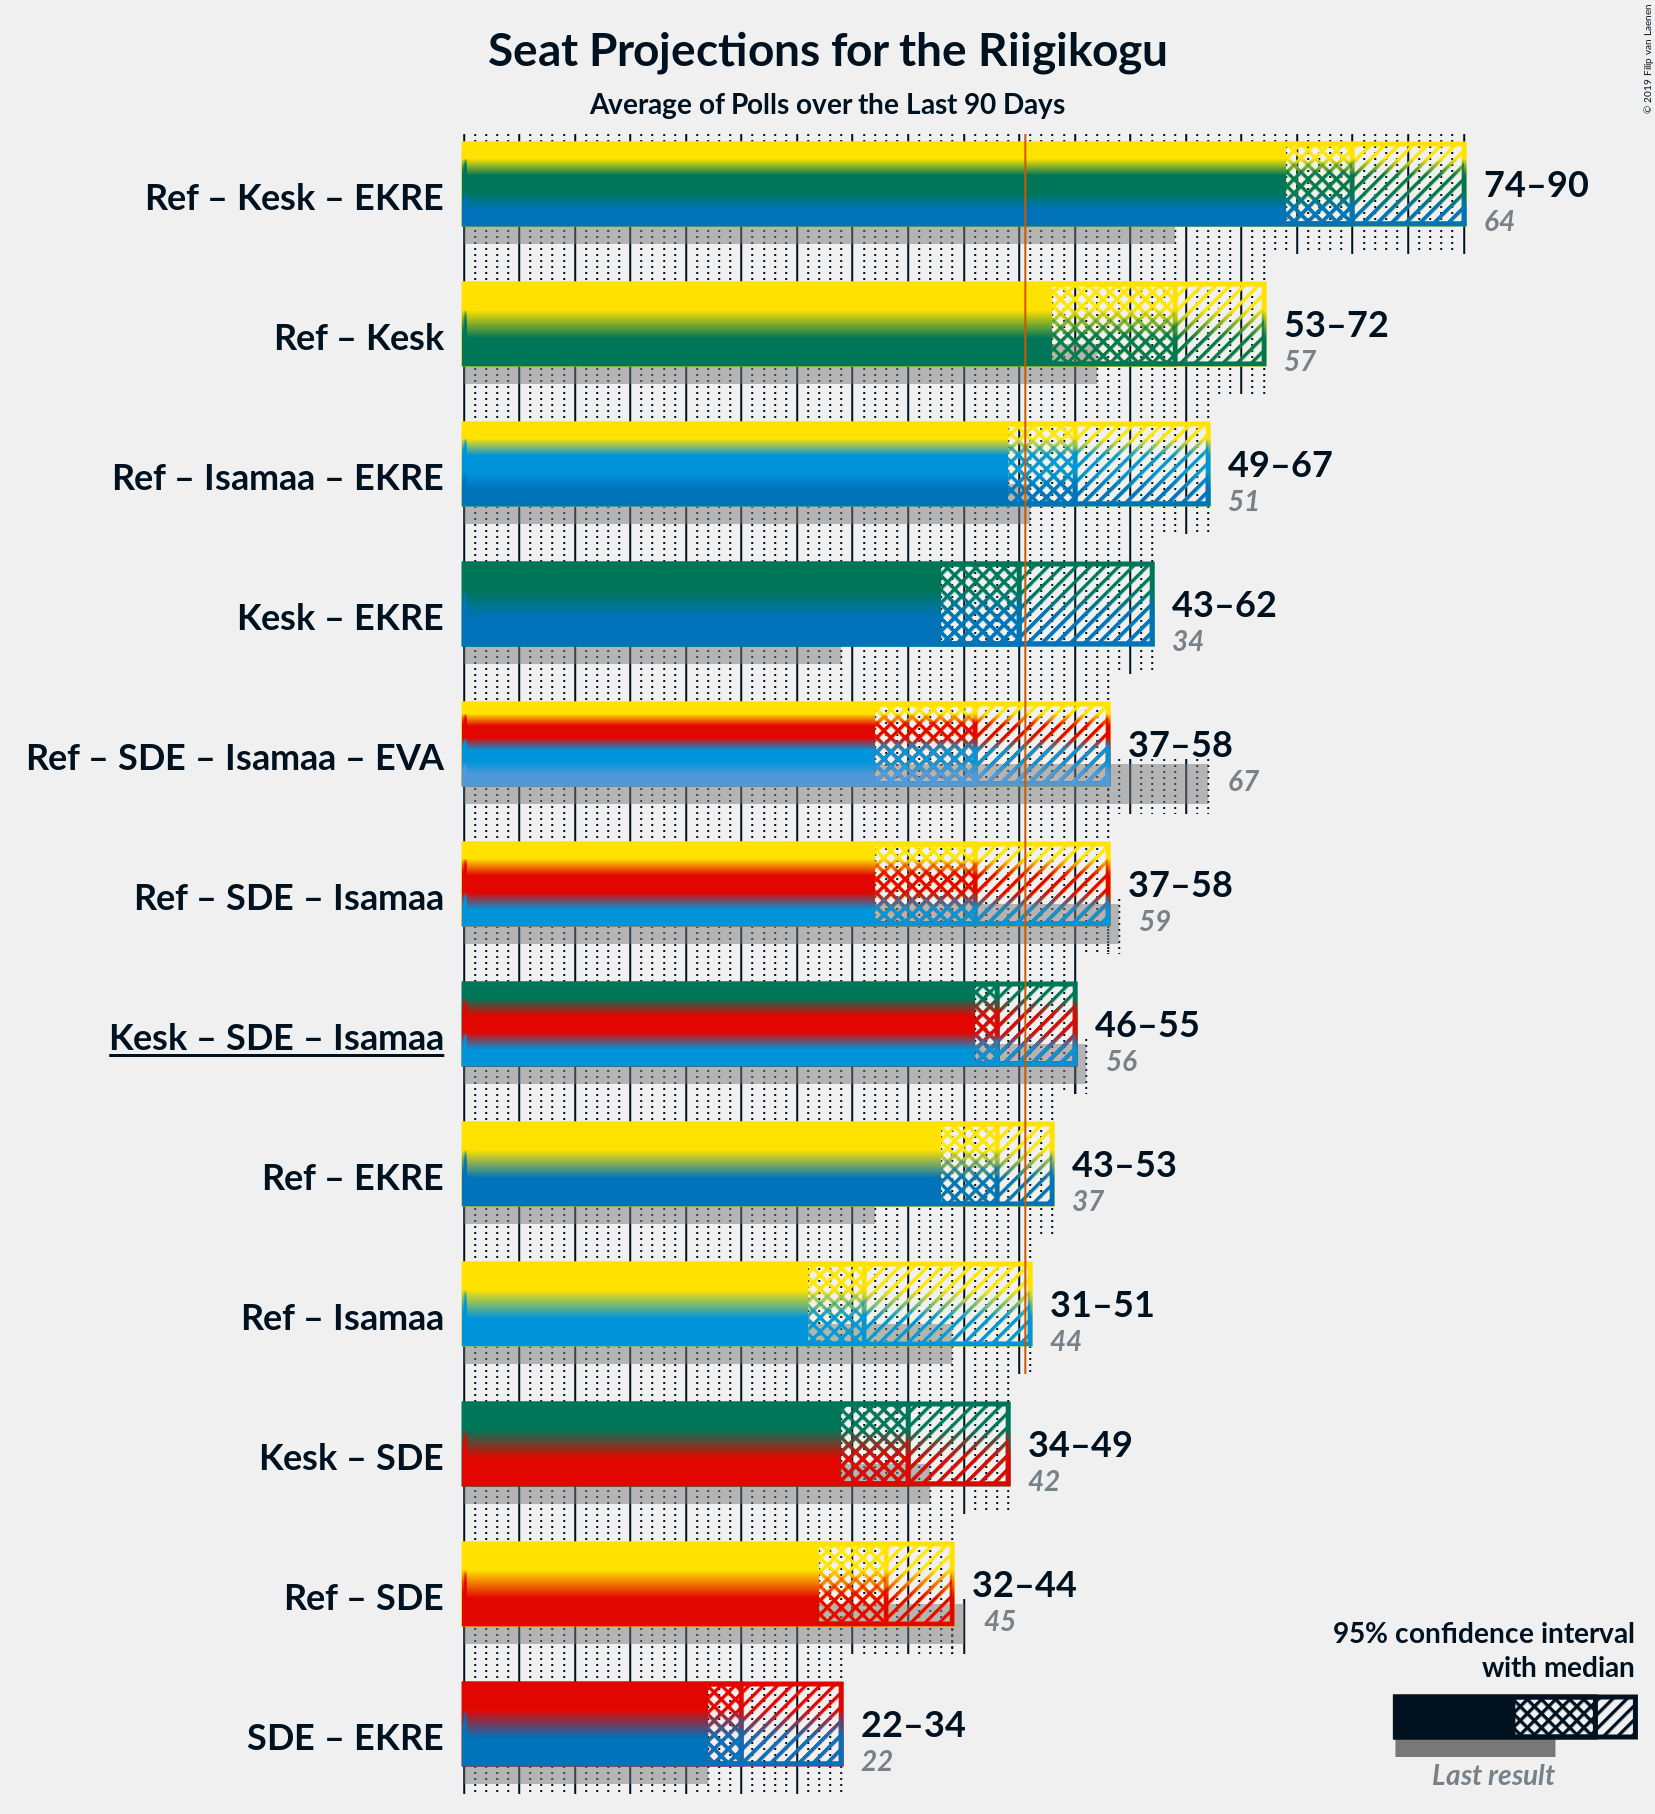 Seat Projections for the Riigikogu
Average of Polls over the Last 90 Days
© 2019 Filip van Laenen
Ref – Kesk – EKRE
74–90
64
Ref – Kesk
53–72
57
Ref – Isamaa – EKRE
49–67
51
Kesk – EKRE
43–62
34
Ref – SDE – Isamaa – EVA
37–58
67
Ref – SDE – Isamaa
37–58
59
Kesk – SDE – Isamaa
46–55
56
Ref – EKRE
43–53
37
Ref – Isamaa
31–51
44
Kesk – SDE
34–49
42
Ref – SDE
32–44
45
SDE – EKRE
22–34
22
95% confidence interval
with median
Last result